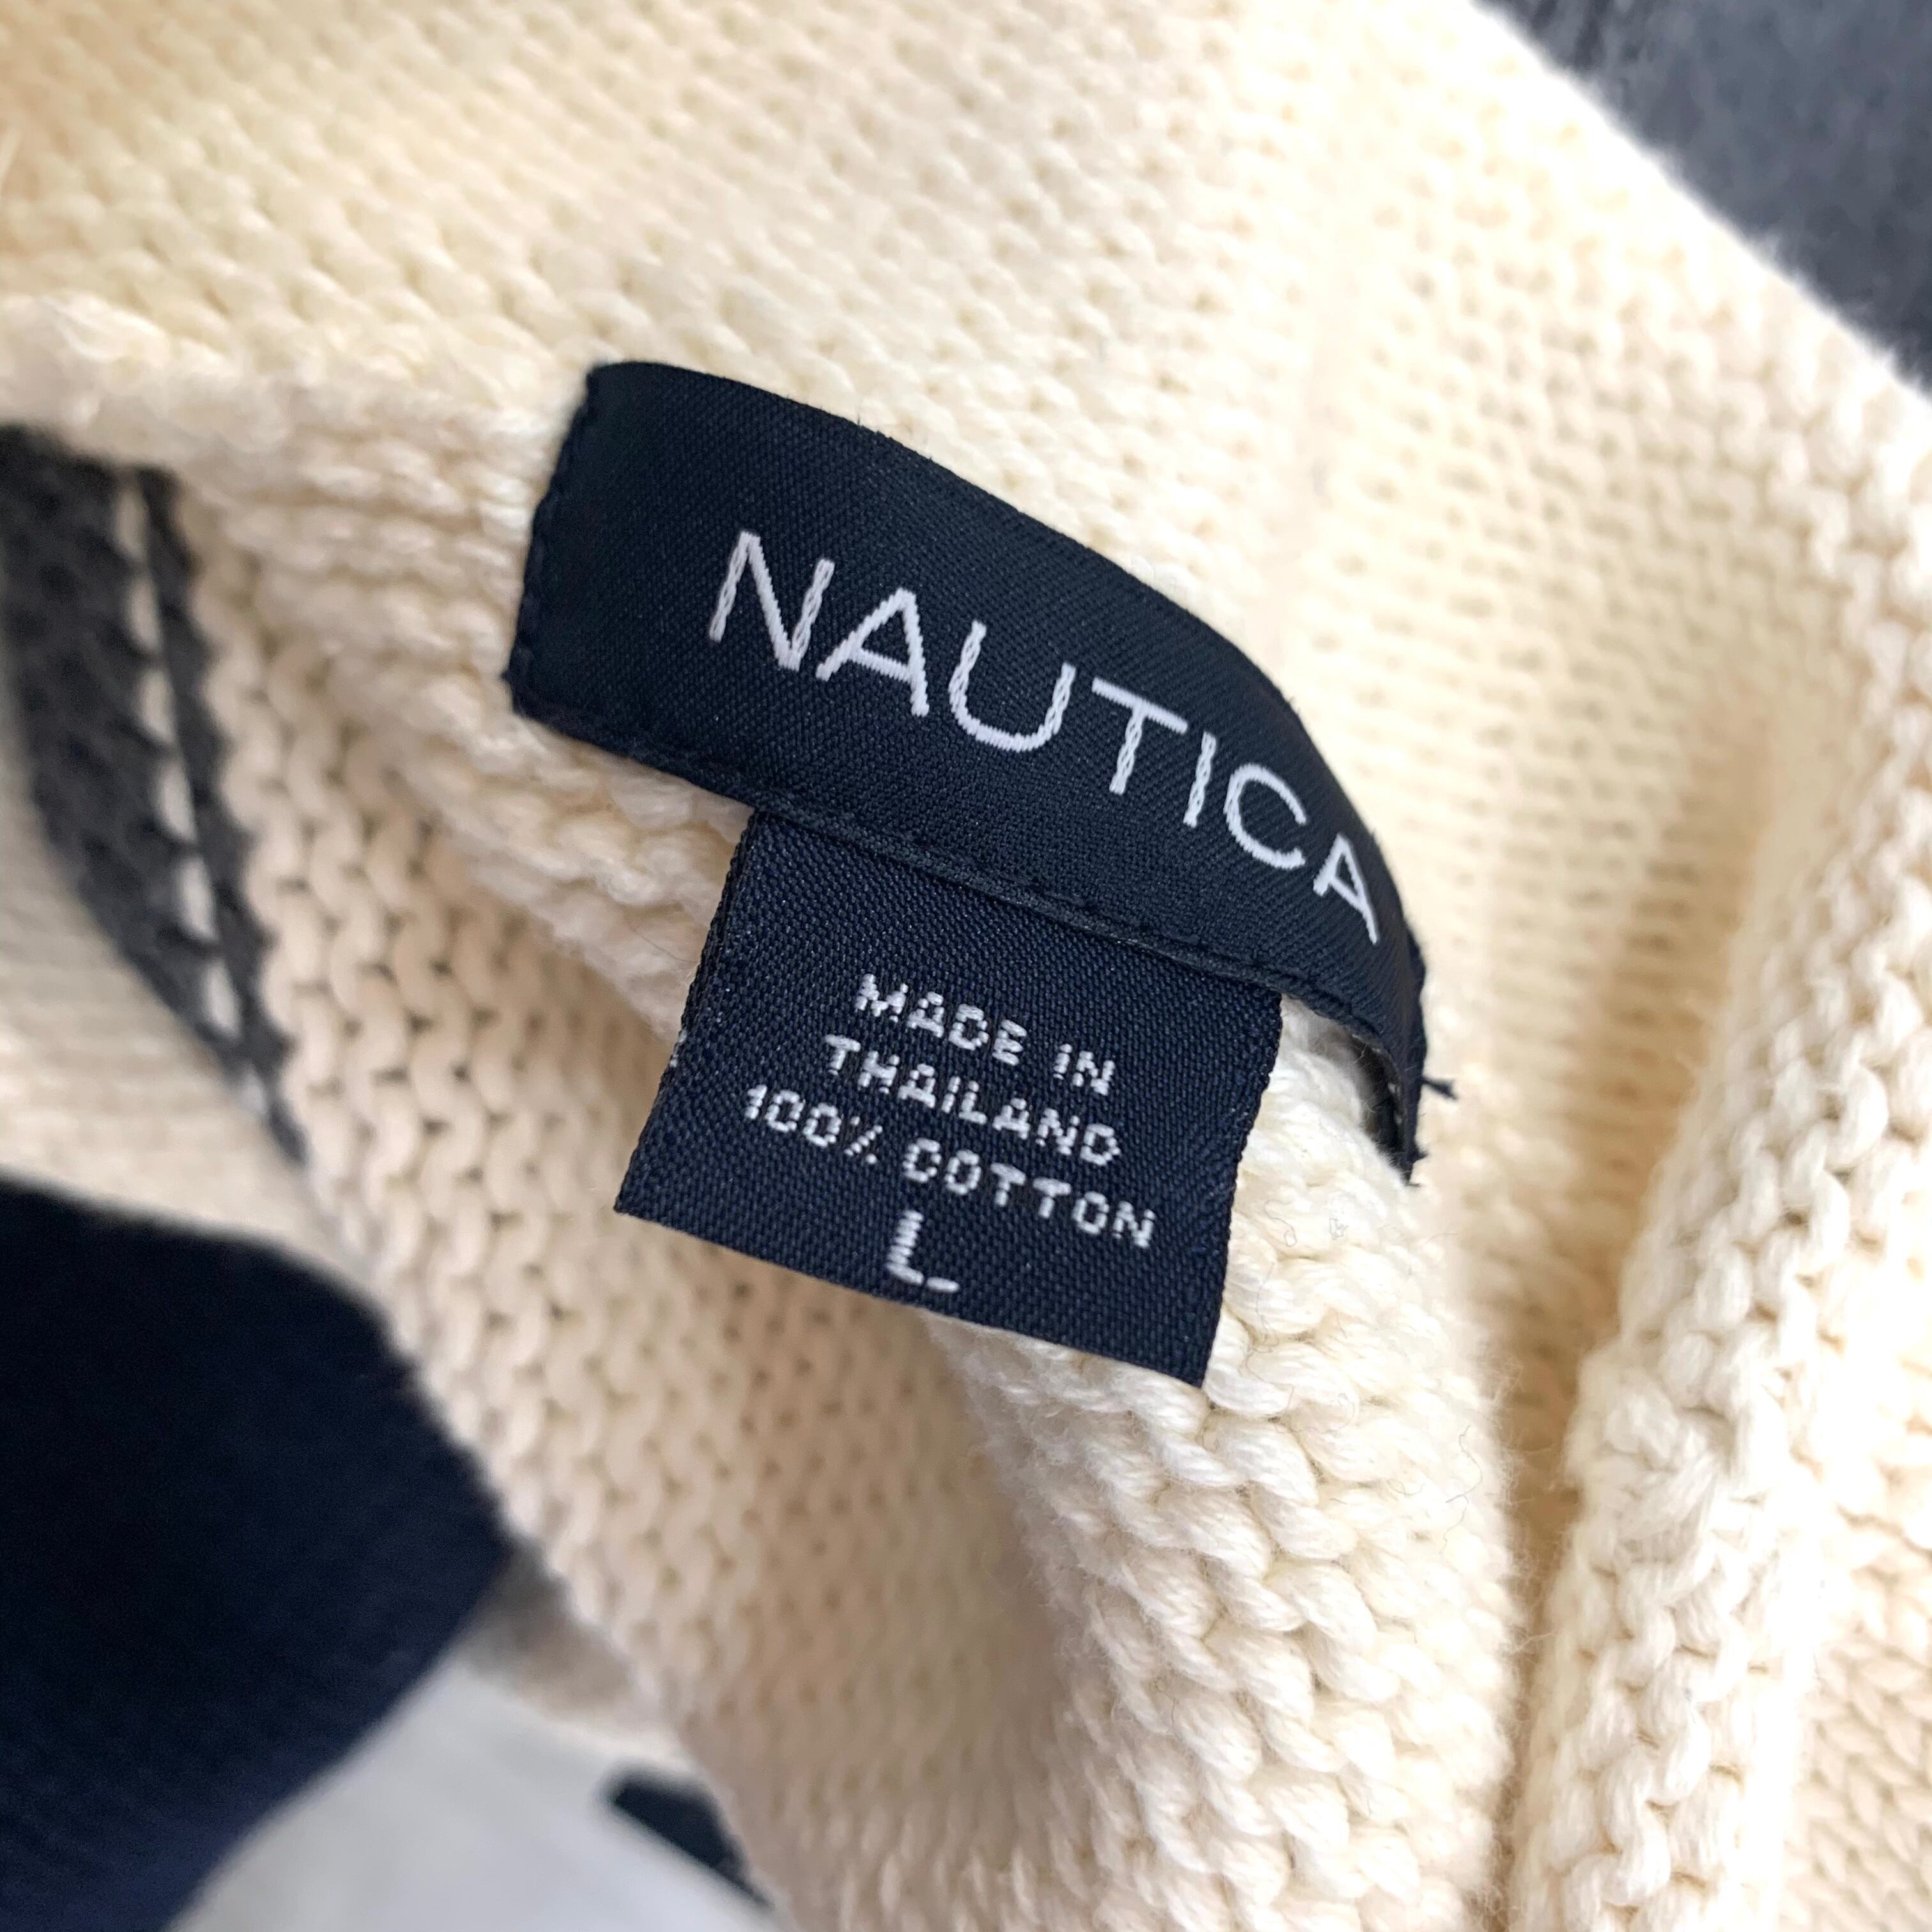 NAUTICA
MADE IN
THAILAND
100% COTTON
L